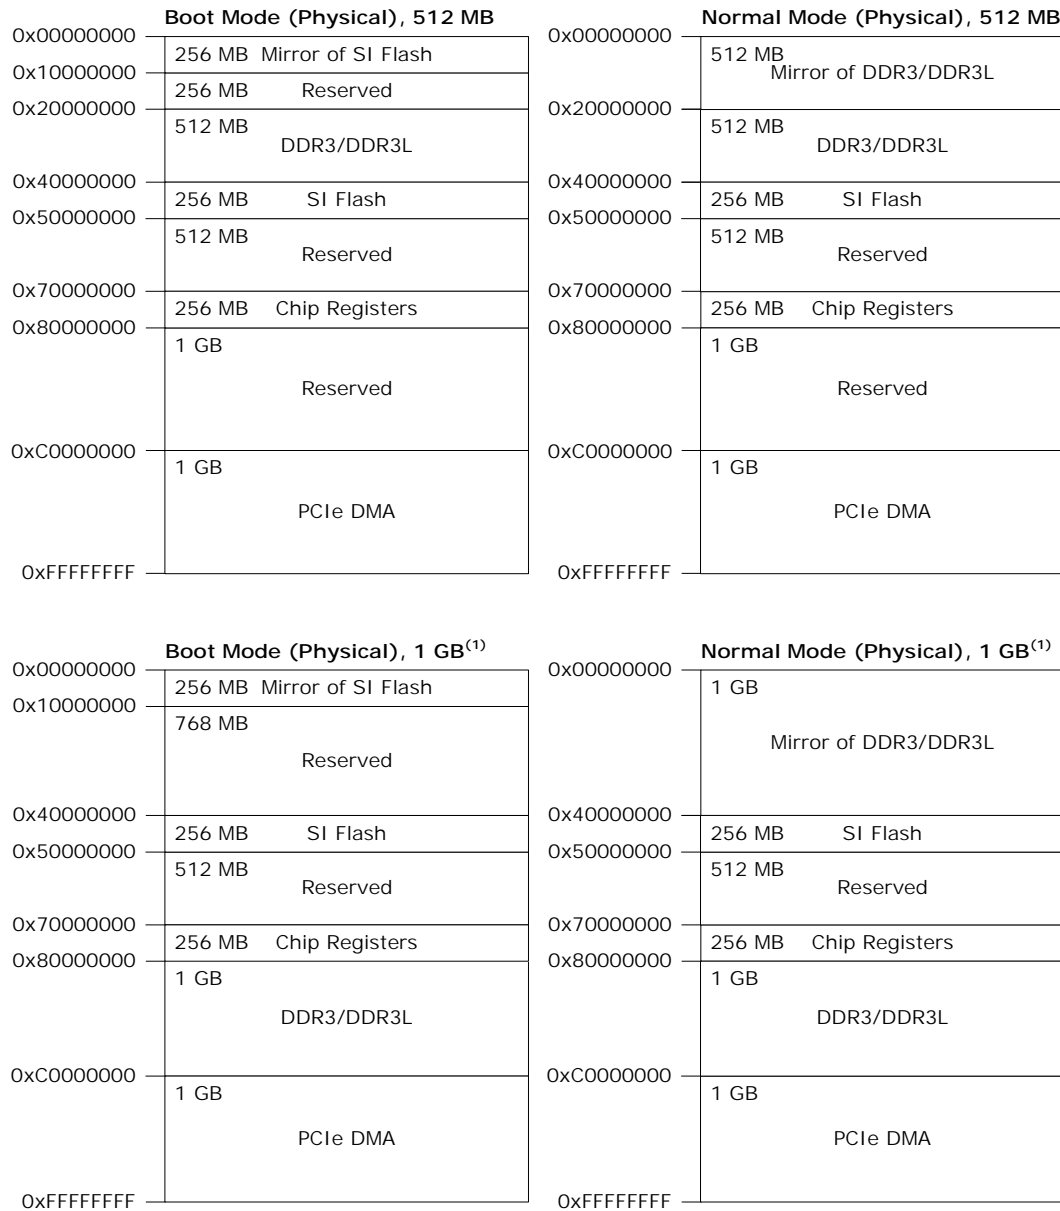 Boot Mode (Physical), 512 MB
0x00000000
256 MB Mirror of SI Flash
0x10000000
256 MB Reserved
0x20000000
512 MB
DDR3/DDR3L
0x40000000
256 MB SI Flash
0x50000000
512 MB
Reserved
0x70000000
256 MB Chip Registers
0x80000000
1 GB
Reserved
0xC0000000
1 GB
PCIe DMA
0xFFFFFFFF
Normal Mode (Physical), 512 MB
0x00000000
512 MB
Mirror of DDR3/DDR3L
0x20000000
512 MB
DDR3/DDR3L
0x40000000
256 MB SI Flash
0x50000000
512 MB
Reserved
0x70000000
256 MB Chip Registers
0x80000000
1 GB
Reserved
0xC0000000
1 GB
PCIe DMA
0xFFFFFFFF
Boot Mode (Physical), 1 GB(1)
0x00000000
256 MB Mirror of SI Flash
0x10000000
768 MB
Reserved
0x40000000
256 MB SI Flash
0x50000000
512 MB
Reserved
0x70000000
256 MB Chip Registers
0x80000000
1 GB
DDR3/DDR3L
0xC0000000
1 GB
PCIe DMA
0xFFFFFFFF
Normal Mode (Physical), 1 GB(1)
0x00000000
1 GB
Mirror of DDR3/DDR3L
0x40000000
256 MB SI Flash
0x50000000
512 MB
Reserved
0x70000000
256 MB Chip Registers
0x80000000
1 GB
DDR3/DDR3L
0xC0000000
1 GB
PCIe DMA
0xFFFFFFFF